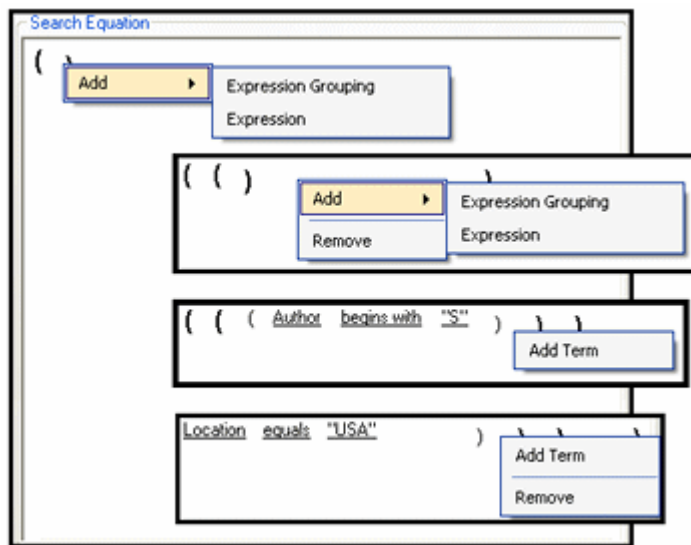 Search Equation
( )
Add
Expression Grouping
Expression
( ( ) )
Add
Expression Grouping
Remove
Expression
( ( ( Author begins with "S" ) ) )
Add Term
Location equals "USA" ) ) ) )
Add Term
Remove